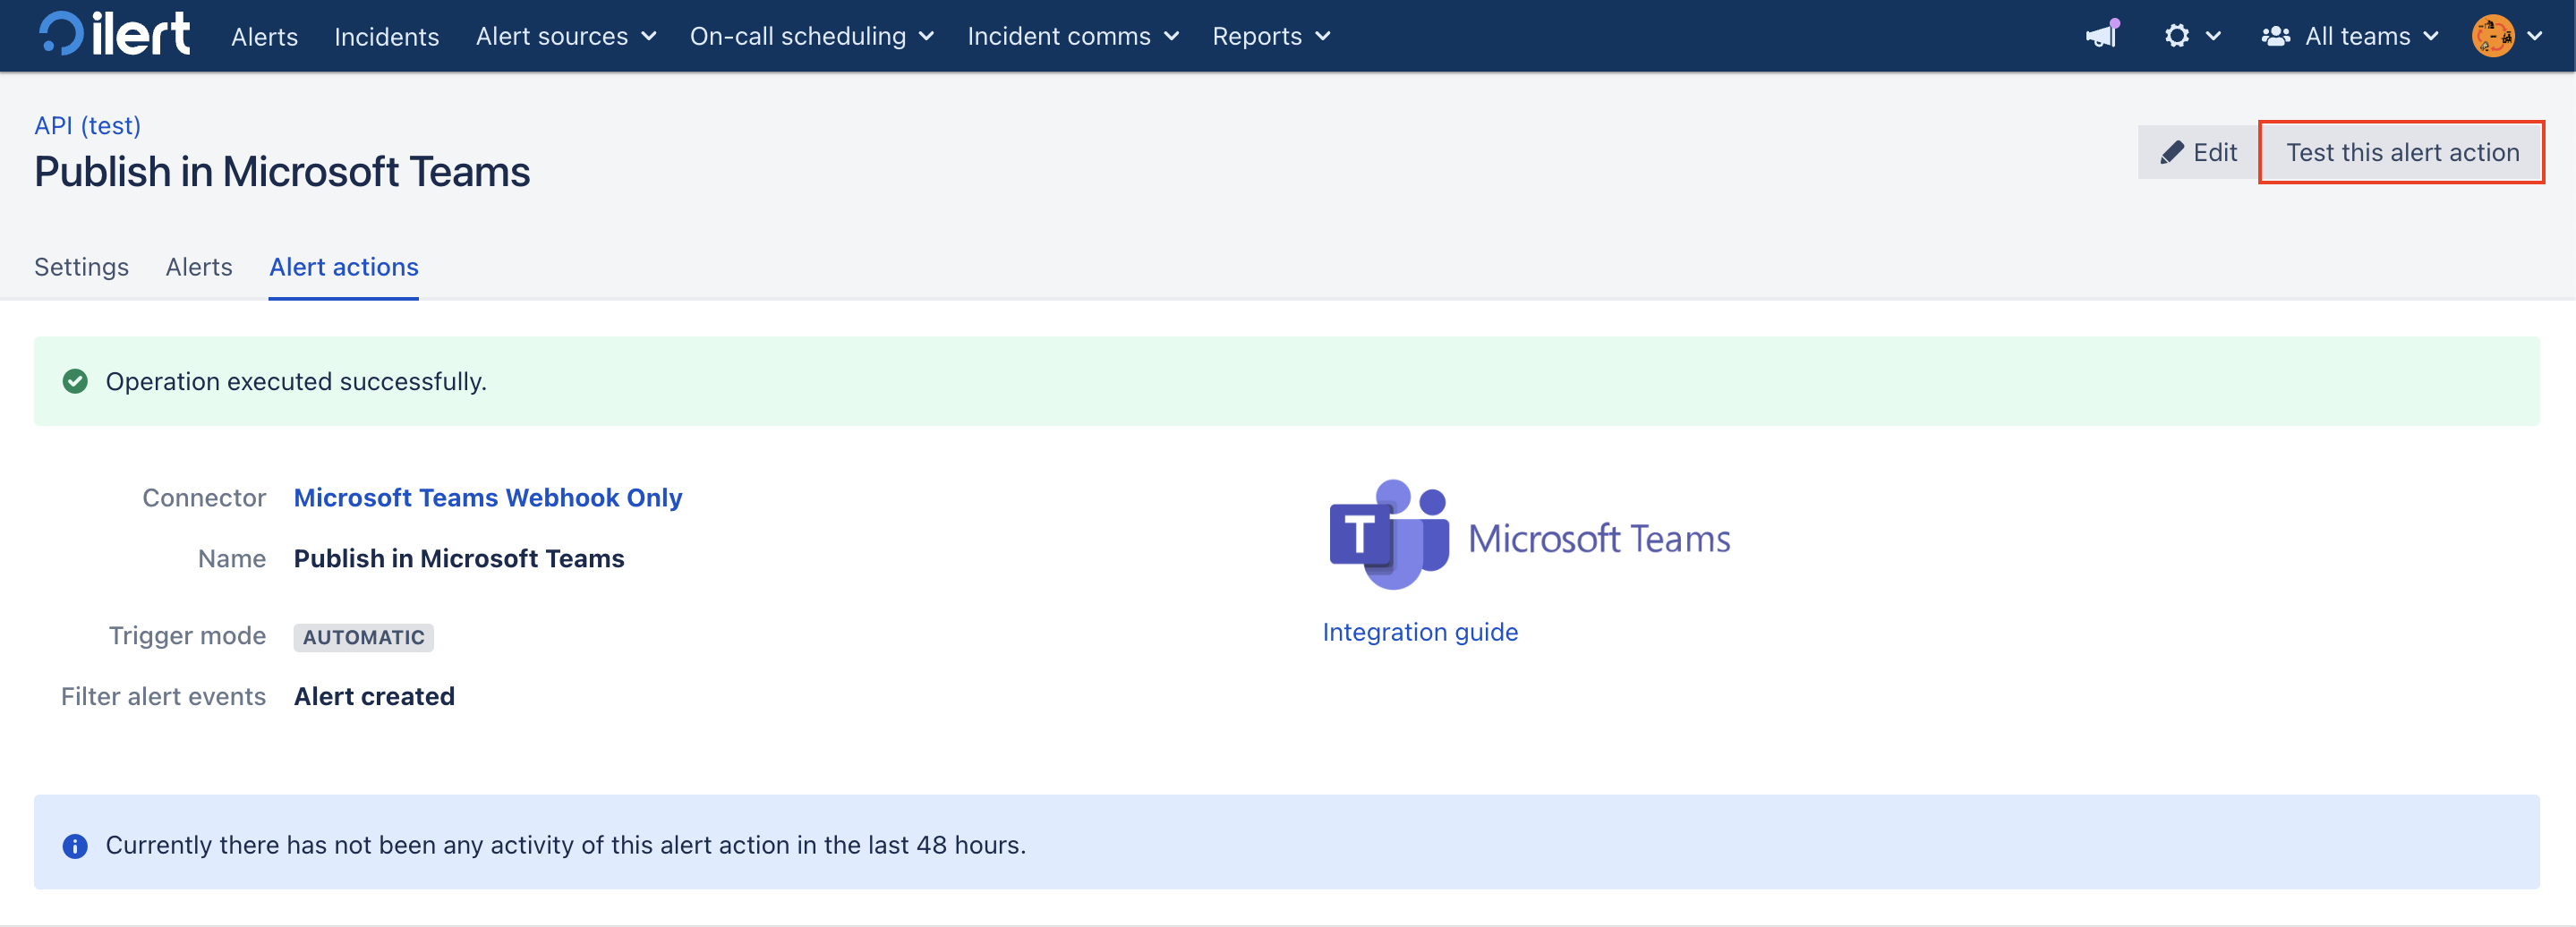 ilert Alerts Incidents Alert sources On-call scheduling Incident comms Reports All teams
API (test)
Publish in Microsoft Teams
Edit Test this alert action
Settings Alerts Alert actions
Operation executed successfully.
Connector Microsoft Teams Webhook Only
Name Publish in Microsoft Teams
Trigger mode AUTOMATIC
Filter alert events Alert created
T Microsoft Teams
Integration guide
Currently there has not been any activity of this alert action in the last 48 hours.